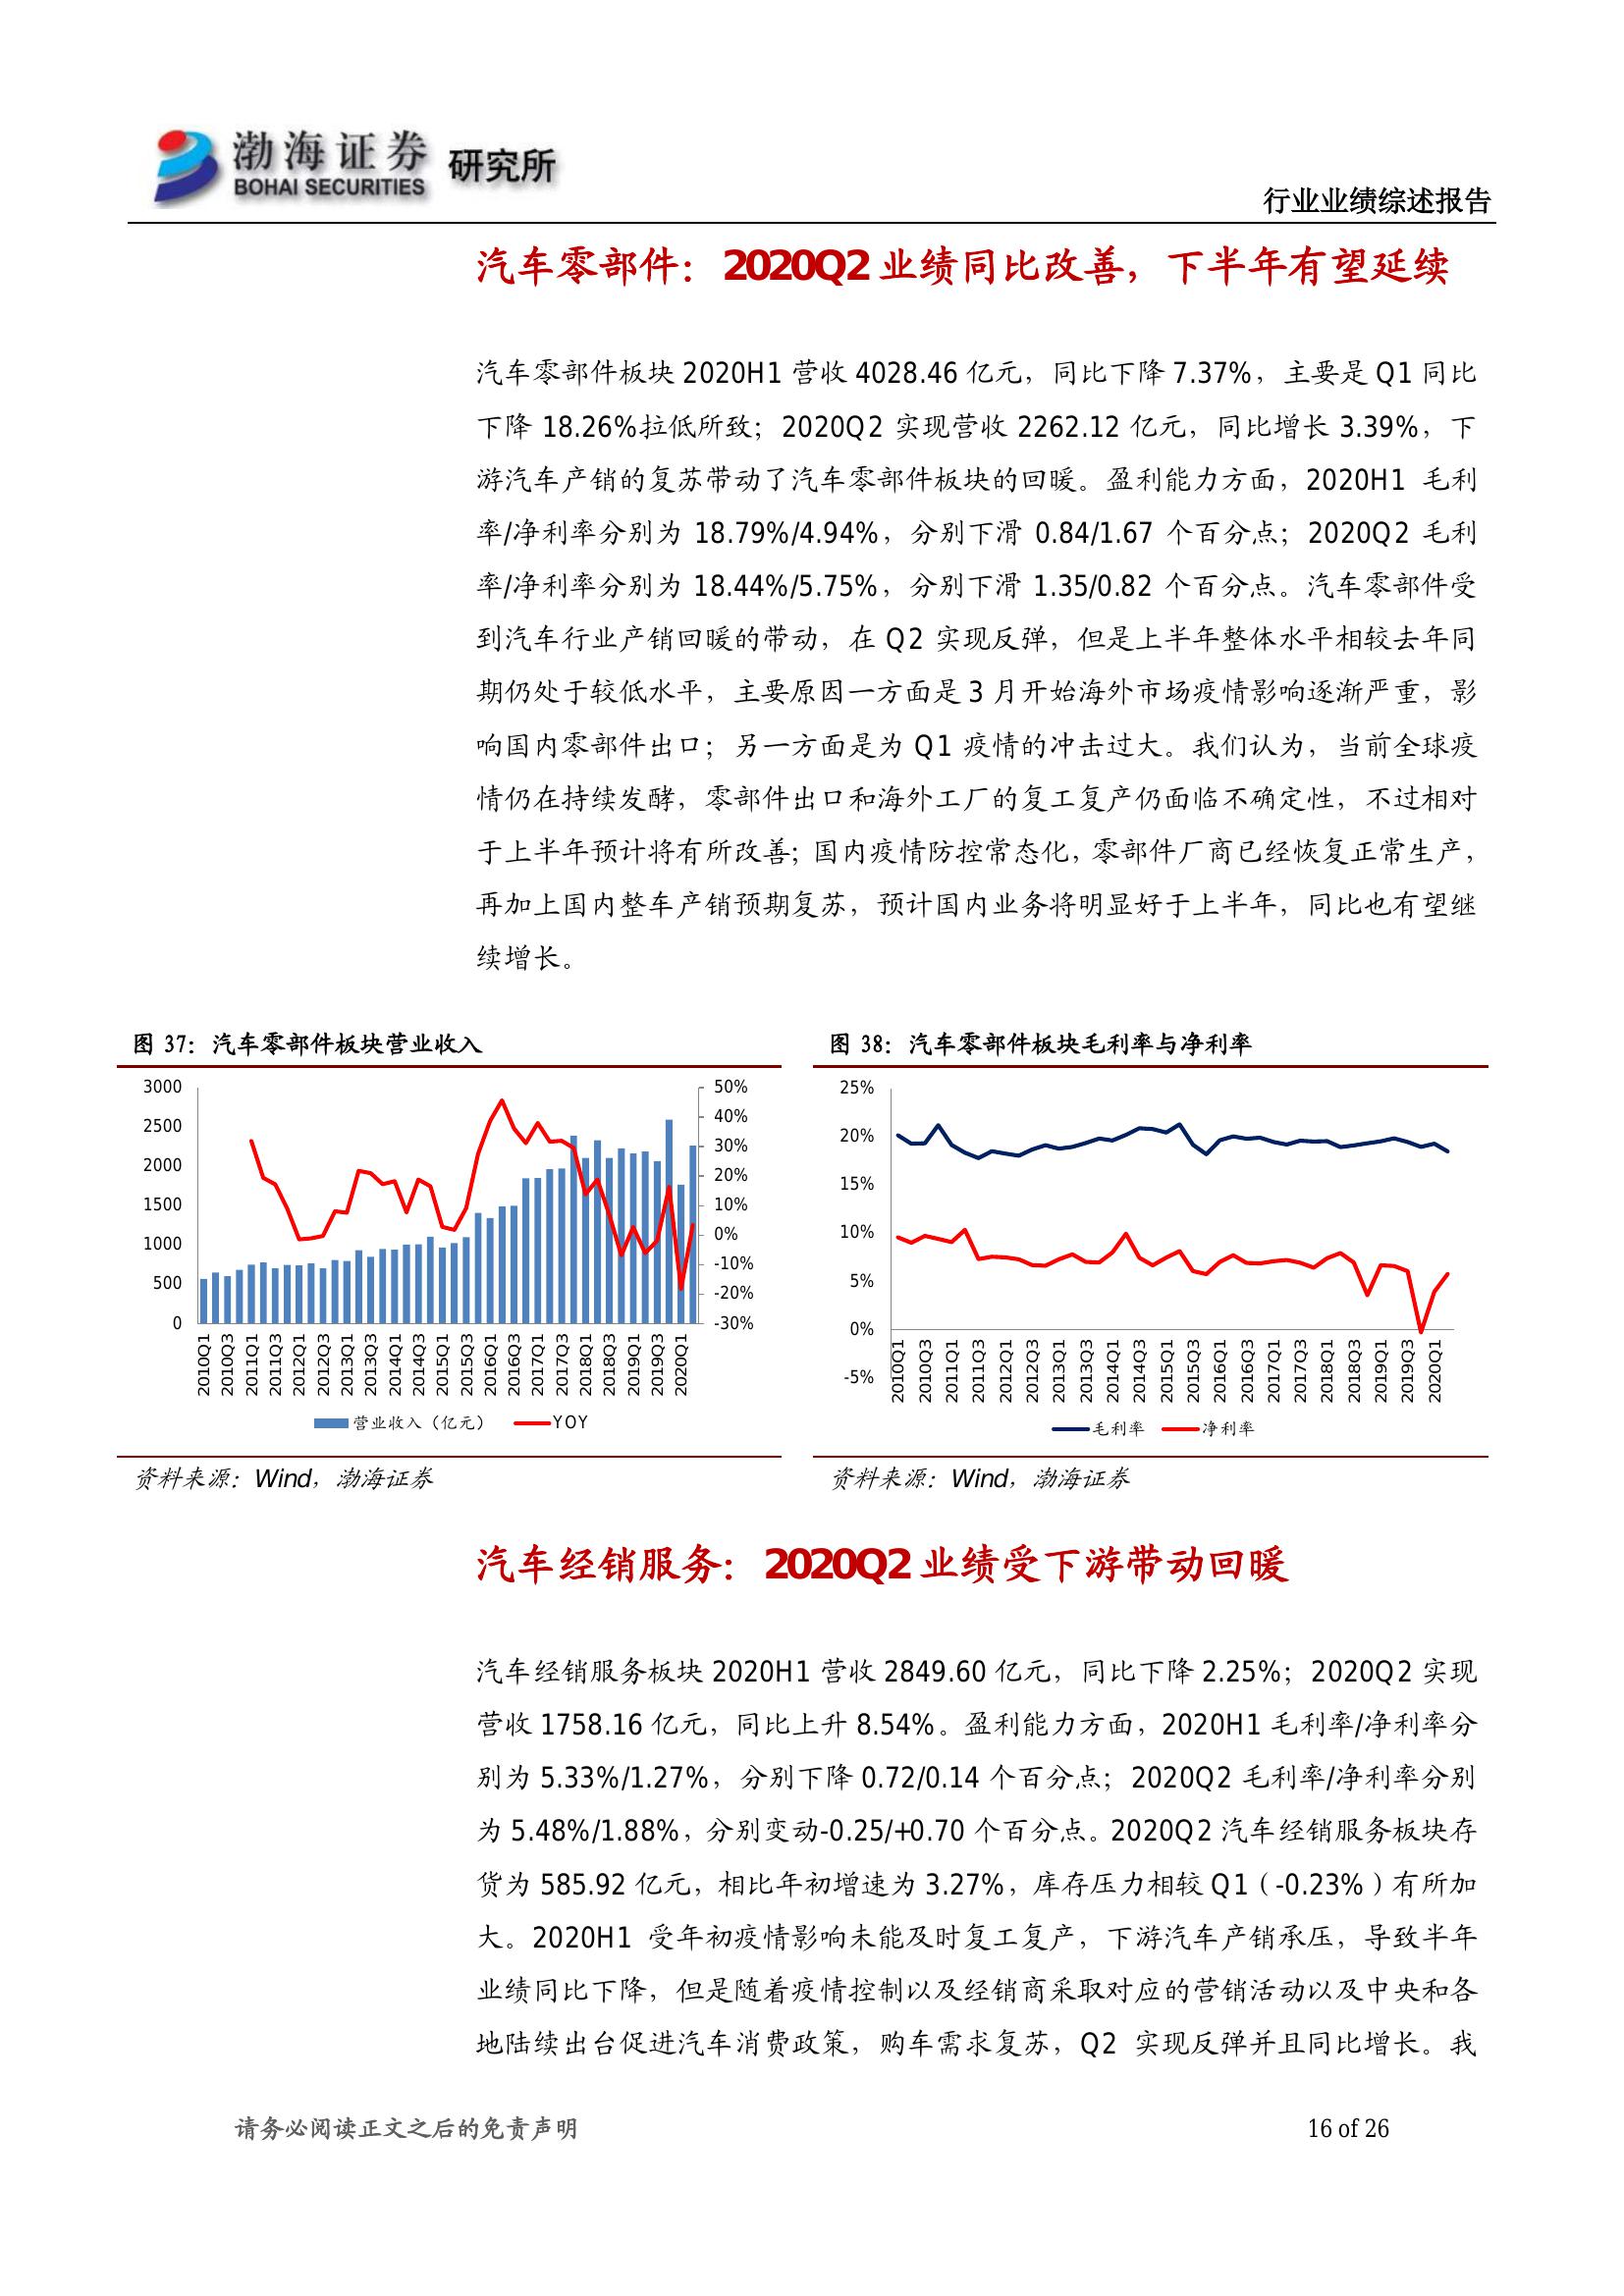 渤海证券 研究所
BOHAI SECURITIES
行业业绩综述报告
汽车零部件：2020Q2 业绩同比改善，下半年有望延续
汽车零部件板块 2020H1 营收 4028.46 亿元，同比下降 7.37%，主要是 Q1 同比
下降 18.26%拉低所致；2020Q2 实现营收 2262.12 亿元，同比增长 3.39%，下
游汽车产销的复苏带动了汽车零部件板块的回暖。盈利能力方面，2020H1 毛利
率/净利率分别为 18.79%/4.94%，分别下滑 0.84/1.67 个百分点；2020Q2 毛利
率/净利率分别为 18.44%/5.75%，分别下滑 1.35/0.82 个百分点。汽车零部件受
到汽车行业产销回暖的带动，在 Q2 实现反弹，但是上半年整体水平相较去年同
期仍处于较低水平，主要原因一方面是 3 月开始海外市场疫情影响逐渐严重，影
响国内零部件出口；另一方面是为 Q1 疫情的冲击过大。我们认为，当前全球疫
情仍在持续发酵，零部件出口和海外工厂的复工复产仍面临不确定性，不过相对
于上半年预计将有所改善；国内疫情防控常态化，零部件厂商已经恢复正常生产，
再加上国内整车产销预期复苏，预计国内业务将明显好于上半年，同比也有望继
续增长。
图 37：汽车零部件板块营业收入
3000
2500
2000
1500
1000
500
0
50%
40%
30%
20%
10%
0%
-10%
-20%
-30%
2010Q1
2010Q3
2011Q1
2011Q3
2012Q1
2012Q3
2013Q1
2013Q3
2014Q1
2014Q3
2015Q1
2015Q3
2016Q1
2016Q3
2017Q1
2017Q3
2018Q1
2018Q3
2019Q1
2019Q3
2020Q1
营业收入（亿元） YOY
资料来源：Wind，渤海证券
图 38：汽车零部件板块毛利率与净利率
25%
20%
15%
10%
5%
0%
-5%
2010Q1
2010Q3
2011Q1
2011Q3
2012Q1
2012Q3
2013Q1
2013Q3
2014Q1
2014Q3
2015Q1
2015Q3
2016Q1
2016Q3
2017Q1
2017Q3
2018Q1
2018Q3
2019Q1
2019Q3
2020Q1
毛利率 净利率
资料来源：Wind，渤海证券
汽车经销服务：2020Q2 业绩受下游带动回暖
汽车经销服务板块 2020H1 营收 2849.60 亿元，同比下降 2.25%；2020Q2 实现
营收 1758.16 亿元，同比上升 8.54%。盈利能力方面，2020H1 毛利率/净利率分
别为 5.33%/1.27%，分别下降 0.72/0.14 个百分点；2020Q2 毛利率/净利率分别
为 5.48%/1.88%，分别变动-0.25/+0.70 个百分点。2020Q2 汽车经销服务板块存
货为 585.92 亿元，相比年初增速为 3.27%，库存压力相较 Q1（-0.23%）有所加
大。2020H1 受年初疫情影响未能及时复工复产，下游汽车产销承压，导致半年
业绩同比下降，但是随着疫情控制以及经销商采取对应的营销活动以及中央和各
地陆续出台促进汽车消费政策，购车需求复苏，Q2 实现反弹并且同比增长。我
请务必阅读正文之后的免责声明
16 of 26